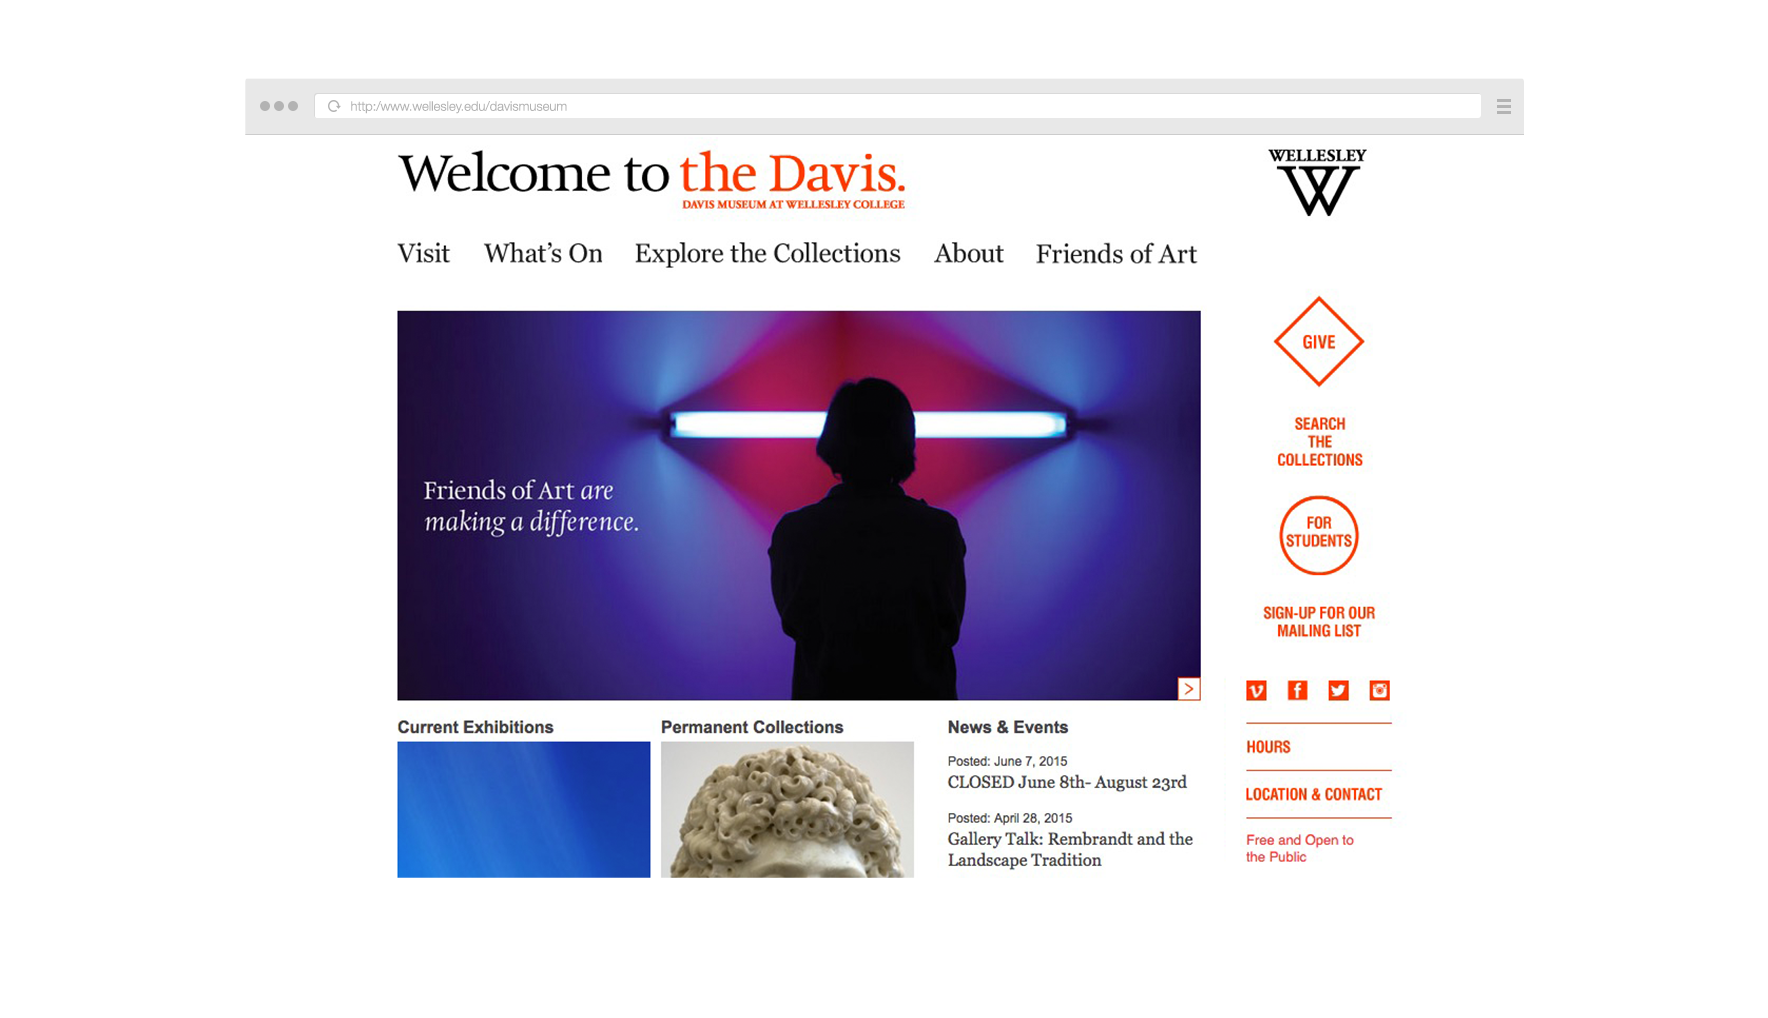 http:/www.wellesley.edu/davismuseum
Welcome to the Davis.
DAVIS MUSEUM AT WELLESLEY COLLEGE
WELLESLEY
W
Visit What’s On Explore the Collections About Friends of Art
Friends of Art are
making a difference.
GIVE
SEARCH
THE
COLLECTIONS
FOR
STUDENTS
SIGN-UP FOR OUR
MAILING LIST
HOURS
LOCATION & CONTACT
Free and Open to
the Public
Current Exhibitions
Permanent Collections
News & Events
Posted: June 7, 2015
CLOSED June 8th- August 23rd
Posted: April 28, 2015
Gallery Talk: Rembrandt and the
Landscape Tradition